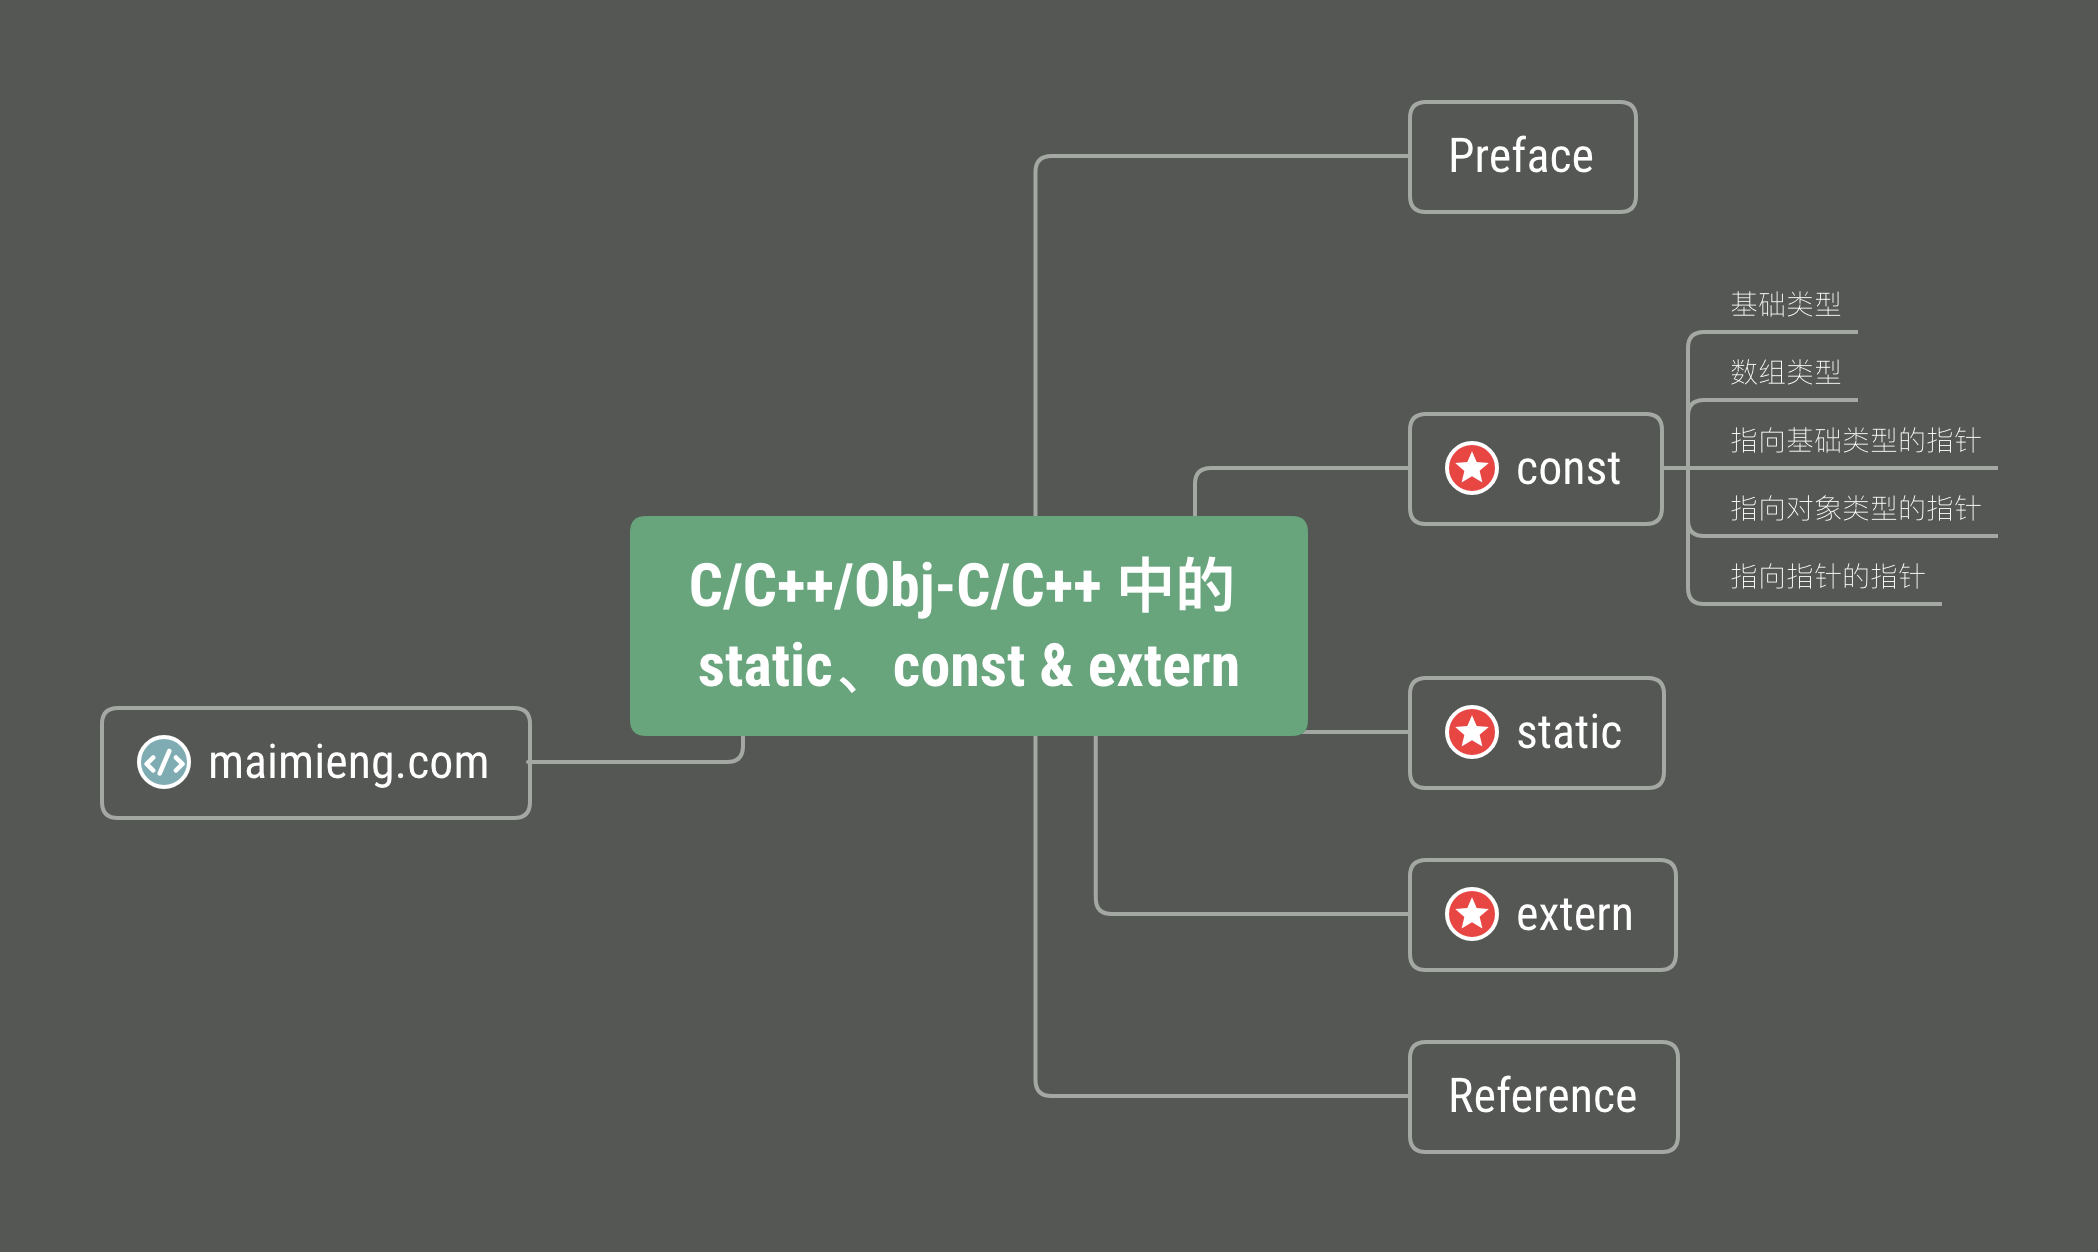 C/C++/Obj-C/C++ 中的
static、const & extern
Preface
const
基础类型
数组类型
指向基础类型的指针
指向对象类型的指针
指向指针的指针
static
extern
Reference
maimieng.com